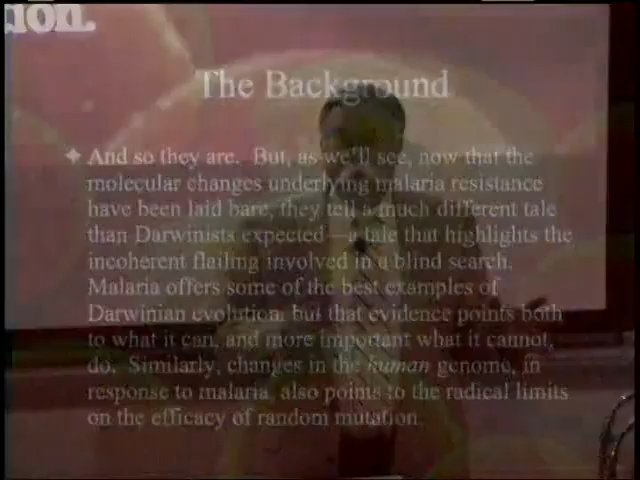 The Background
And so they are. But, as we'll see, now that the
molecular changes underlying malaria resistance
have been laid bare, they tell a much different tale
than Darwinists expected—a tale that highlights the
incoherent flailing involved in a blind search.
Malaria offers some of the best examples of
Darwinian evolution, but that evidence points both
to what it can, and more important what it cannot,
do. Similarly, changes in the human genome, in
response to malaria, also points to the radical limits
on the efficacy of random mutation.